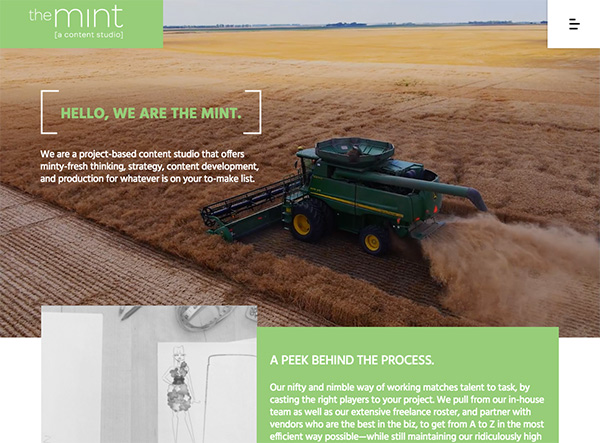 the mint
[a content studio]
HELLO, WE ARE THE MINT.
We are a project-based content studio that offers
minty-fresh thinking, strategy, content development,
and production for whatever is on your to-make list.
A PEEK BEHIND THE PROCESS.
Our nifty and nimble way of working matches talent to task, by
casting the right players to your project. We pull from our in-house
team as well as our extensive freelance roster, and partner with
vendors who are the best in the biz, to get from A to Z in the most
efficient way possible—while still maintaining our ridiculously high